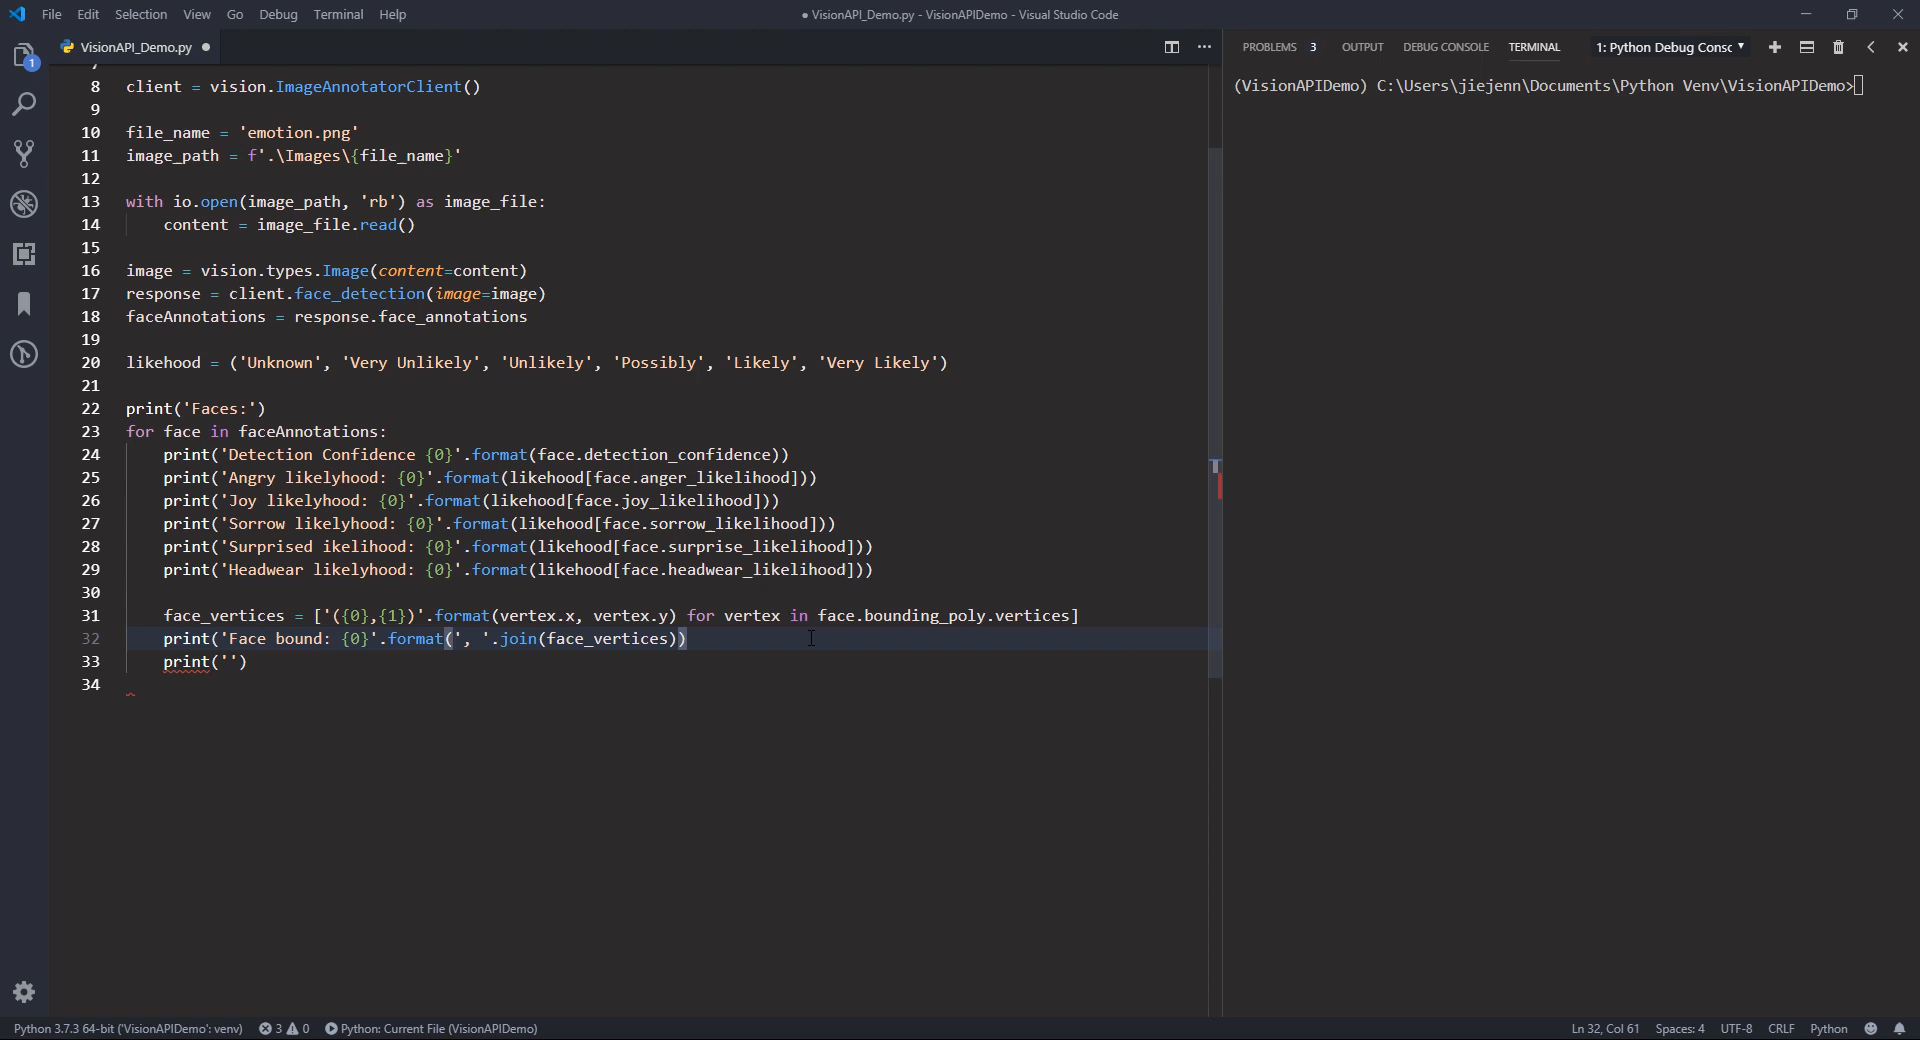 File Edit Selection View Go Debug Terminal Help
● VisionAPI_Demo.py - VisionAPIDemo - Visual Studio Code
VisionAPI_Demo.py ●
PROBLEMS 3 OUTPUT DEBUG CONSOLE TERMINAL 1: Python Debug Consc
1
(VisionAPIDemo) C:\Users\jiejenn\Documents\Python Venv\VisionAPIDemo>
8 client = vision.ImageAnnotatorClient()
9
10 file_name = 'emotion.png'
11 image_path = f'.\Images\{file_name}'
12
13 with io.open(image_path, 'rb') as image_file:
14     content = image_file.read()
15
16 image = vision.types.Image(content=content)
17 response = client.face_detection(image=image)
18 faceAnnotations = response.face_annotations
19
20 likehood = ('Unknown', 'Very Unlikely', 'Unlikely', 'Possibly', 'Likely', 'Very Likely')
21
22 print('Faces:')
23 for face in faceAnnotations:
24     print('Detection Confidence {0}'.format(face.detection_confidence))
25     print('Angry likelyhood: {0}'.format(likehood[face.anger_likelihood]))
26     print('Joy likelyhood: {0}'.format(likehood[face.joy_likelihood]))
27     print('Sorrow likelyhood: {0}'.format(likehood[face.sorrow_likelihood]))
28     print('Surprised ikelihood: {0}'.format(likehood[face.surprise_likelihood]))
29     print('Headwear likelyhood: {0}'.format(likehood[face.headwear_likelihood]))
30
31     face_vertices = ['({0},{1})'.format(vertex.x, vertex.y) for vertex in face.bounding_poly.vertices]
32     print('Face bound: {0}'.format(', '.join(face_vertices))
33     print('')
34
Python 3.7.3 64-bit ('VisionAPIDemo': venv) 3 0 Python: Current File (VisionAPIDemo) Ln 32, Col 61 Spaces: 4 UTF-8 CRLF Python